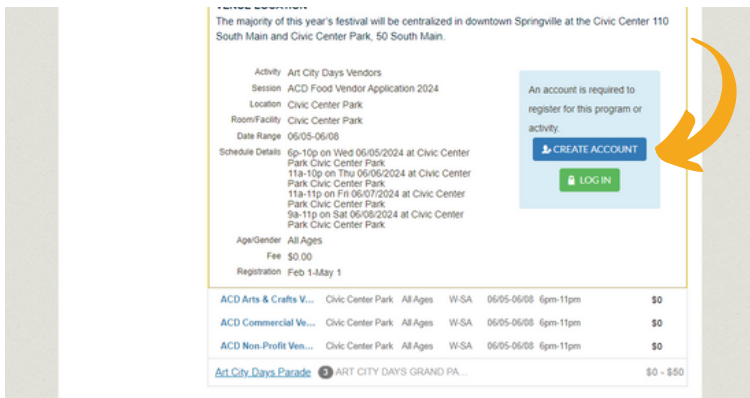 VENUE LOCATION
The majority of this year's festival will be centralized in downtown Springville at the Civic Center 110
South Main and Civic Center Park, 50 South Main.
Activity Art City Days Vendors
Session ACD Food Vendor Application 2024
Location Civic Center Park
Room/Facility Civic Center Park
Date Range 06/05-06/08
Schedule Details 6p-10p on Wed 06/05/2024 at Civic Center
Park Civic Center Park
11a-10p on Thu 06/06/2024 at Civic Center
Park Civic Center Park
11a-11p on Fri 06/07/2024 at Civic Center
Park Civic Center Park
9a-11p on Sat 06/08/2024 at Civic Center
Park Civic Center Park
Age/Gender All Ages
Fee $0.00
Registration Feb 1-May 1
An account is required to
register for this program or
activity.
CREATE ACCOUNT
LOG IN
ACD Arts & Crafts V... Civic Center Park All Ages W-SA 06/05-06/08 6pm-11pm $0
ACD Commercial Ve... Civic Center Park All Ages W-SA 06/05-06/08 6pm-11pm $0
ACD Non-Profit Ven... Civic Center Park All Ages W-SA 06/05-06/08 6pm-11pm $0
Art City Days Parade 3 ART CITY DAYS GRAND PA... $0 - $50